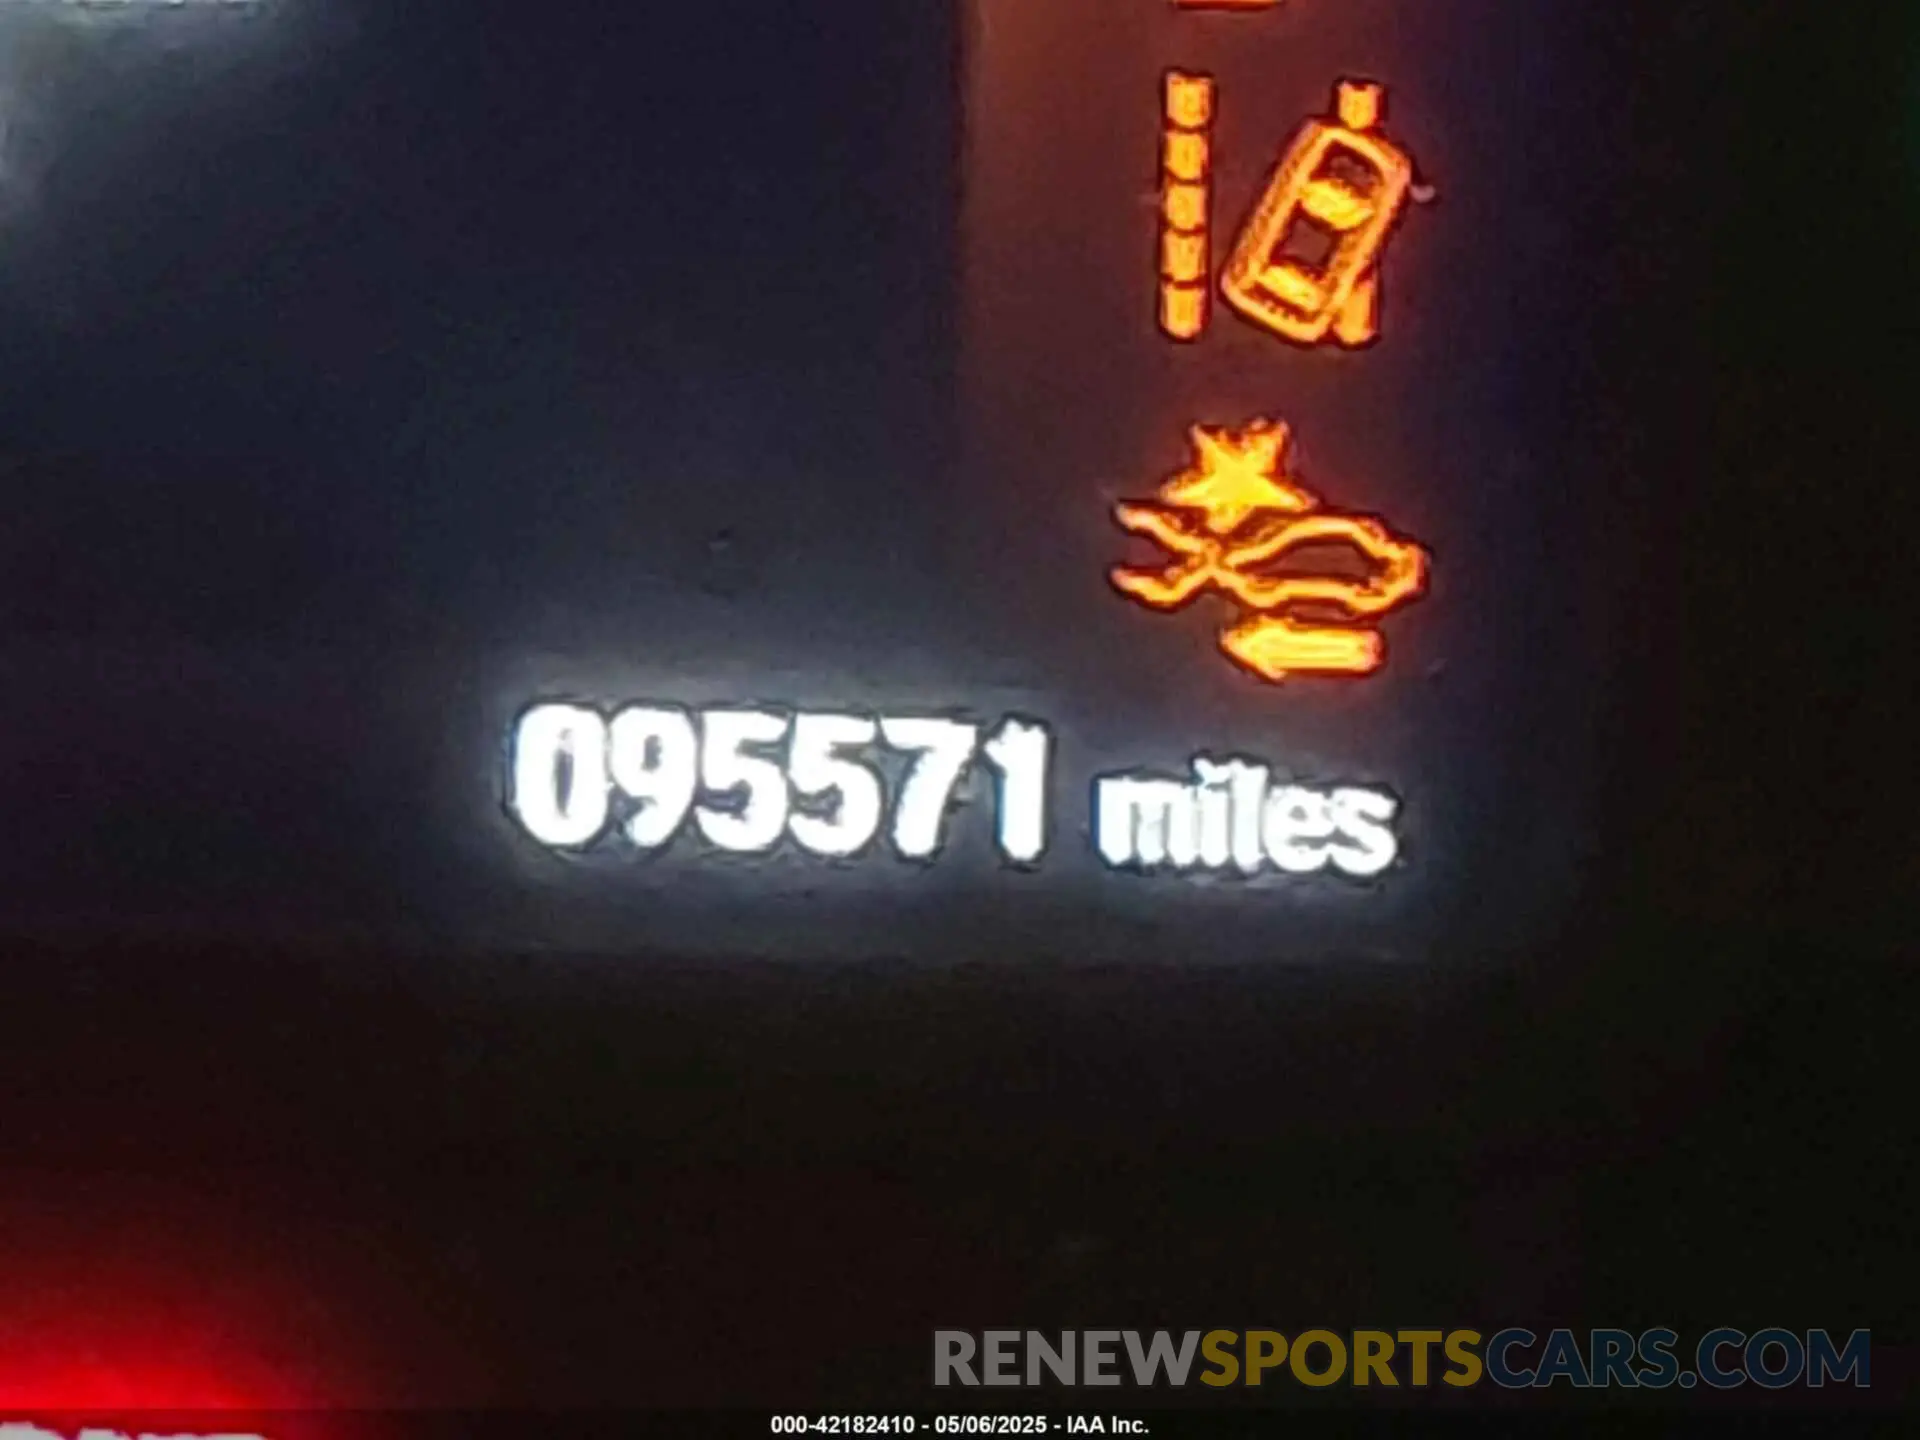 095571 miles
RENEWSPORTSCARS.COM
000-42182410 - 05/06/2025 - IAA Inc.